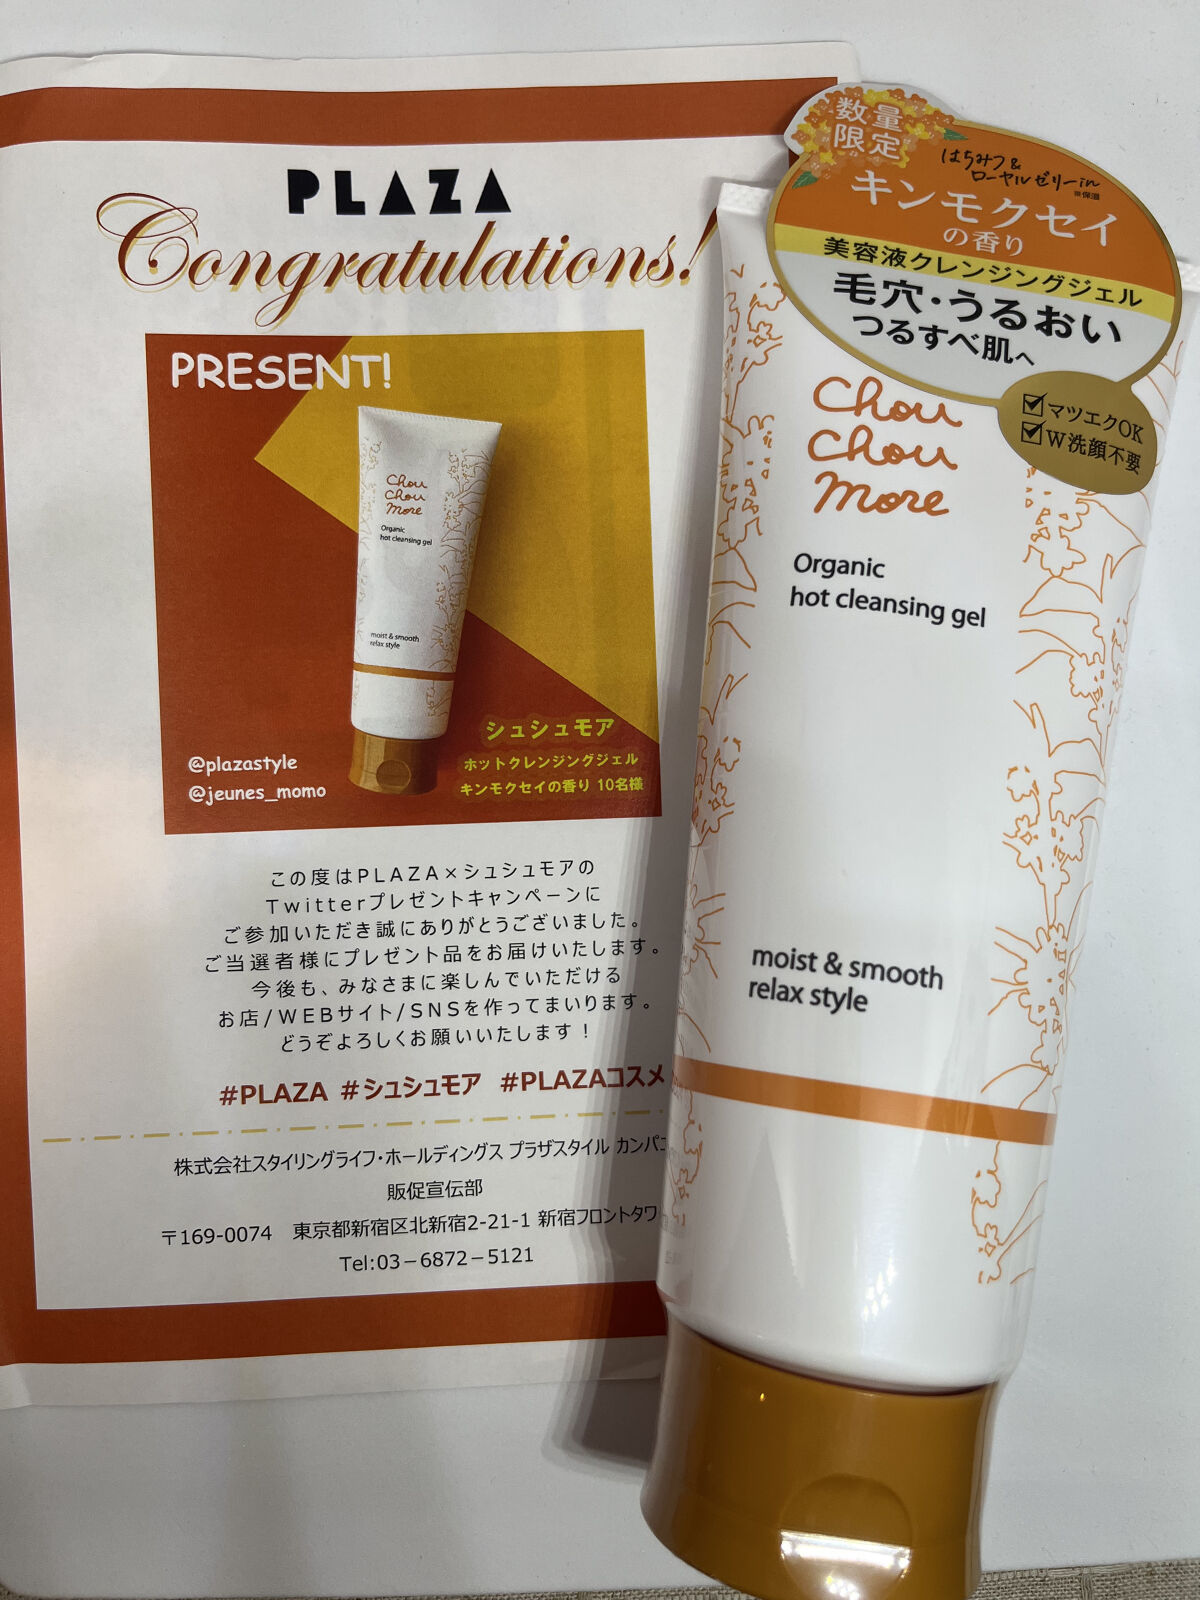 PLAZA
Congratulations!
PRESENT!
Chou
Chou
More
Organic
hot cleansing gel
moist & smooth
relax style
@plazastyle
@jeunes_momo
シュシュモア
ホットクレンジングジェル
キンモクセイの香り 10名様
この度はPLAZA×シュシュモアの
Twitterプレゼントキャンペーンに
ご参加いただき誠にありがとうございました。
ご当選者様にプレゼント品をお届けいたします。
今後も、みなさまに楽しんでいただける
お店/WEBサイト/SNSを作ってまいります。
どうぞよろしくお願いいたします！
#PLAZA #シュシュモア #PLAZAコスメ
株式会社スタイリングライフ・ホールディングス プラザスタイル カンパ
販促宣伝部
〒169-0074 東京都新宿区北新宿2-21-1 新宿フロントタワ
Tel:03－6872－5121
数量
限定
はちみつ&
ローヤルゼリーin
※保湿
キンモクセイ
の香り
美容液クレンジングジェル
毛穴・うるおい
つるすべ肌へ
マツエクOK
W洗顔不要
Chou
Chou
More
Organic
hot cleansing gel
moist & smooth
relax style